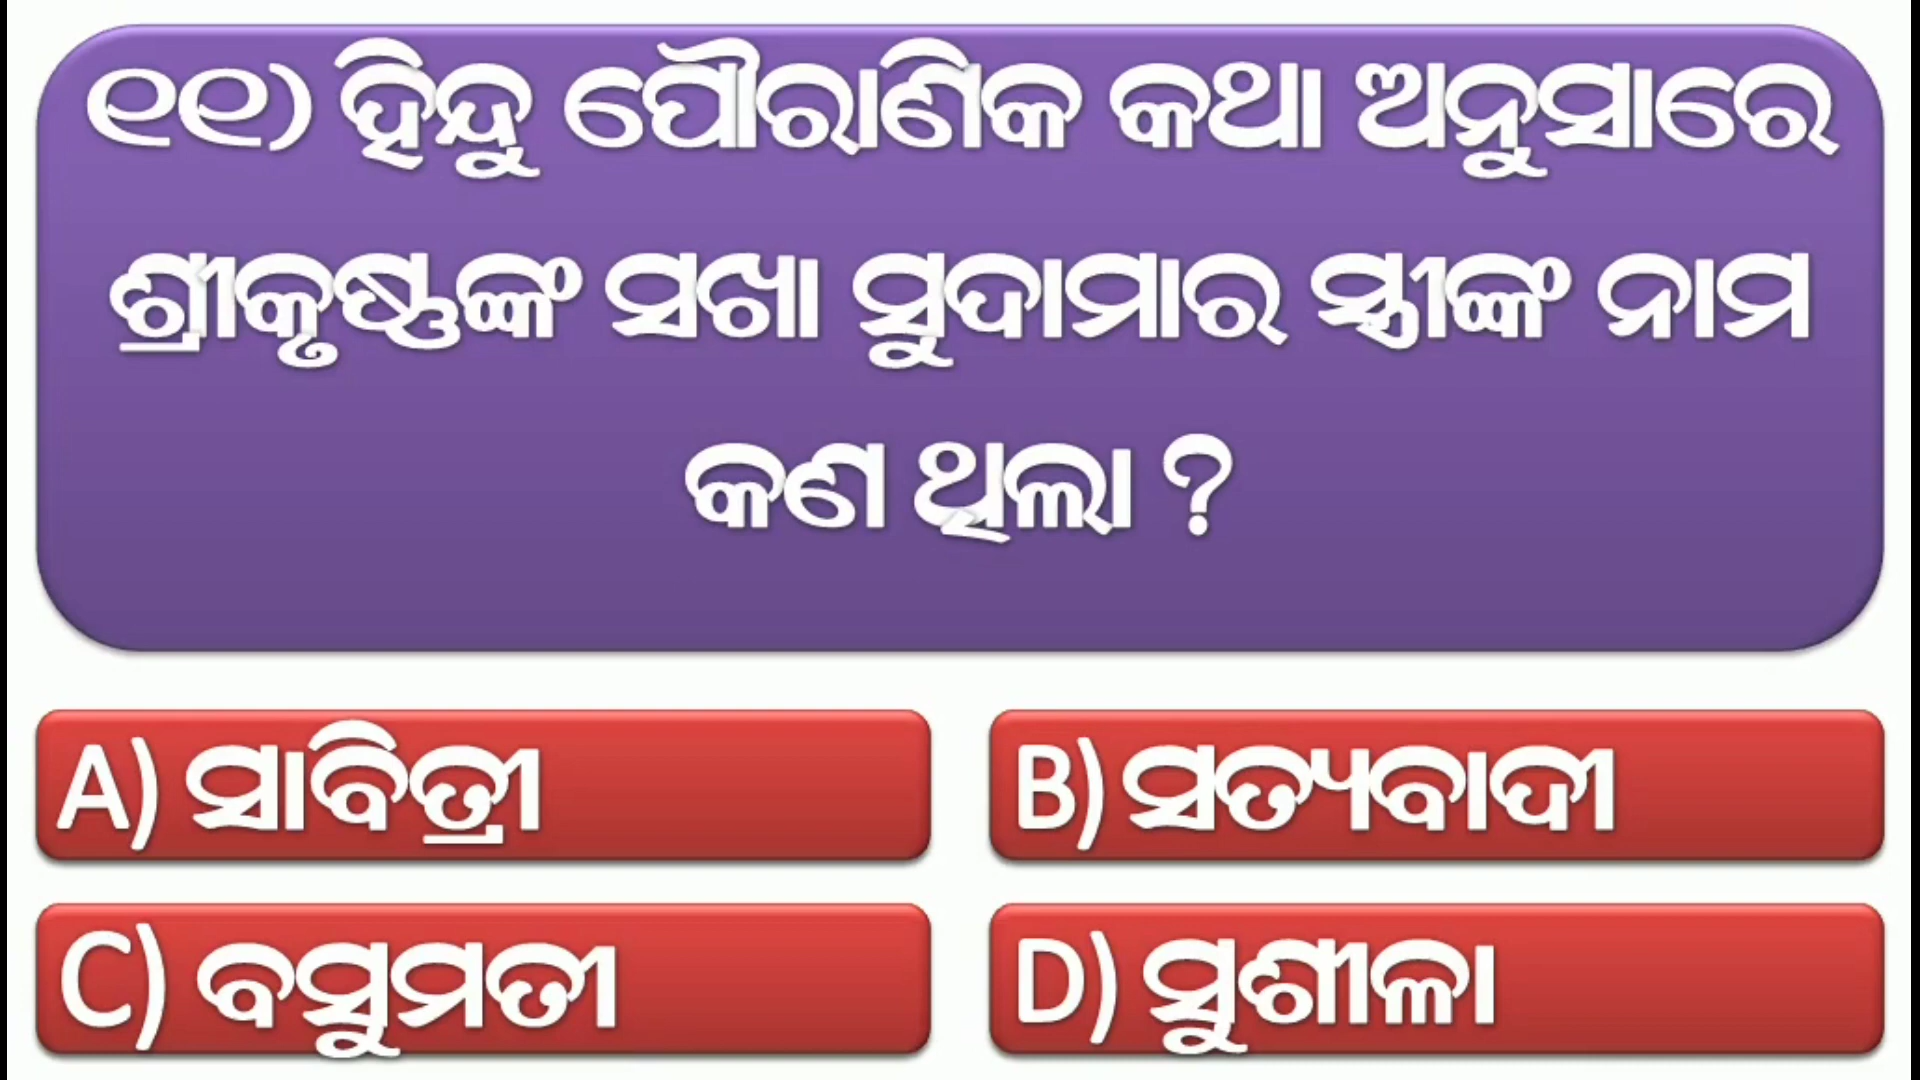 ୧୧) ହିନ୍ଦୁ ପୌରାଣିକ କଥା ଅନୁସାରେ
ଶ୍ରୀକୃଷ୍ଣଙ୍କ ସଖା ସୁଦାମାର ସ୍ତ୍ରୀଙ୍କ ନାମ
କଣ ଥିଲା ?
A) ସାବିତ୍ରୀ
B) ସତ୍ୟବାଦୀ
C) ବସୁମତୀ
D) ସୁଶୀଳା